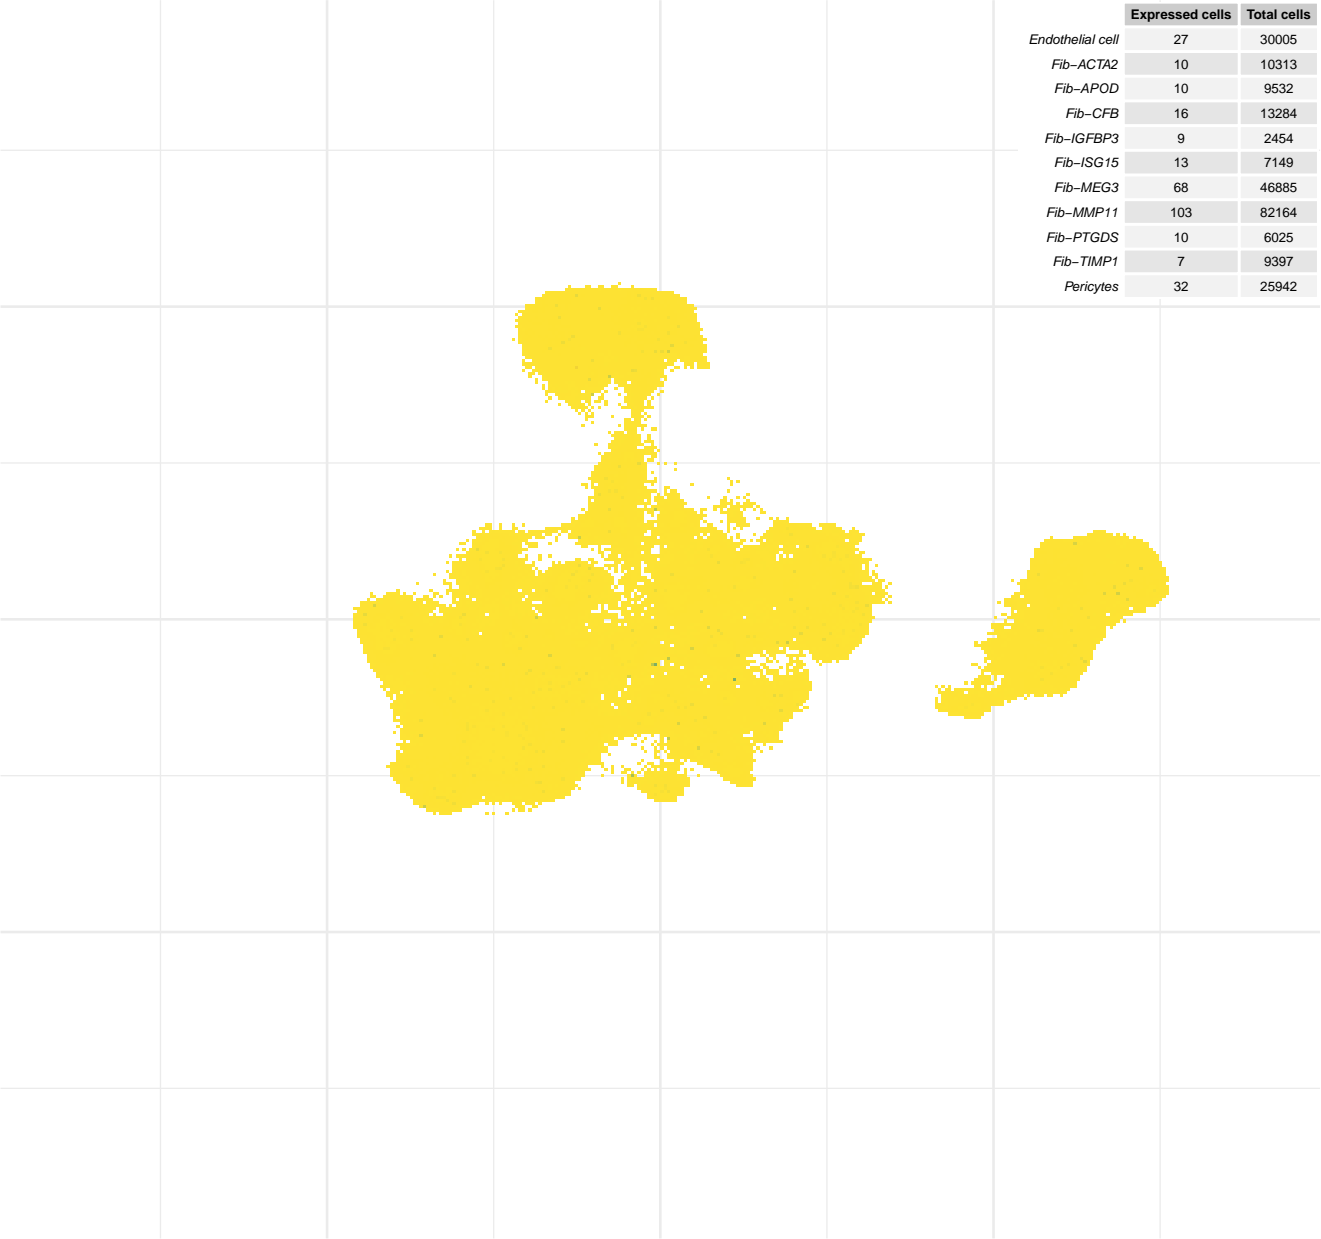 Expressed cells Total cells
Endothelial cell 27 30005
Fib−ACTA2 10 10313
Fib−APOD 10 9532
Fib−CFB 16 13284
Fib−IGFBP3 9 2454
Fib−ISG15 13 7149
Fib−MEG3 68 46885
Fib−MMP11 103 82164
Fib−PTGDS 10 6025
Fib−TIMP1 7 9397
Pericytes 32 25942